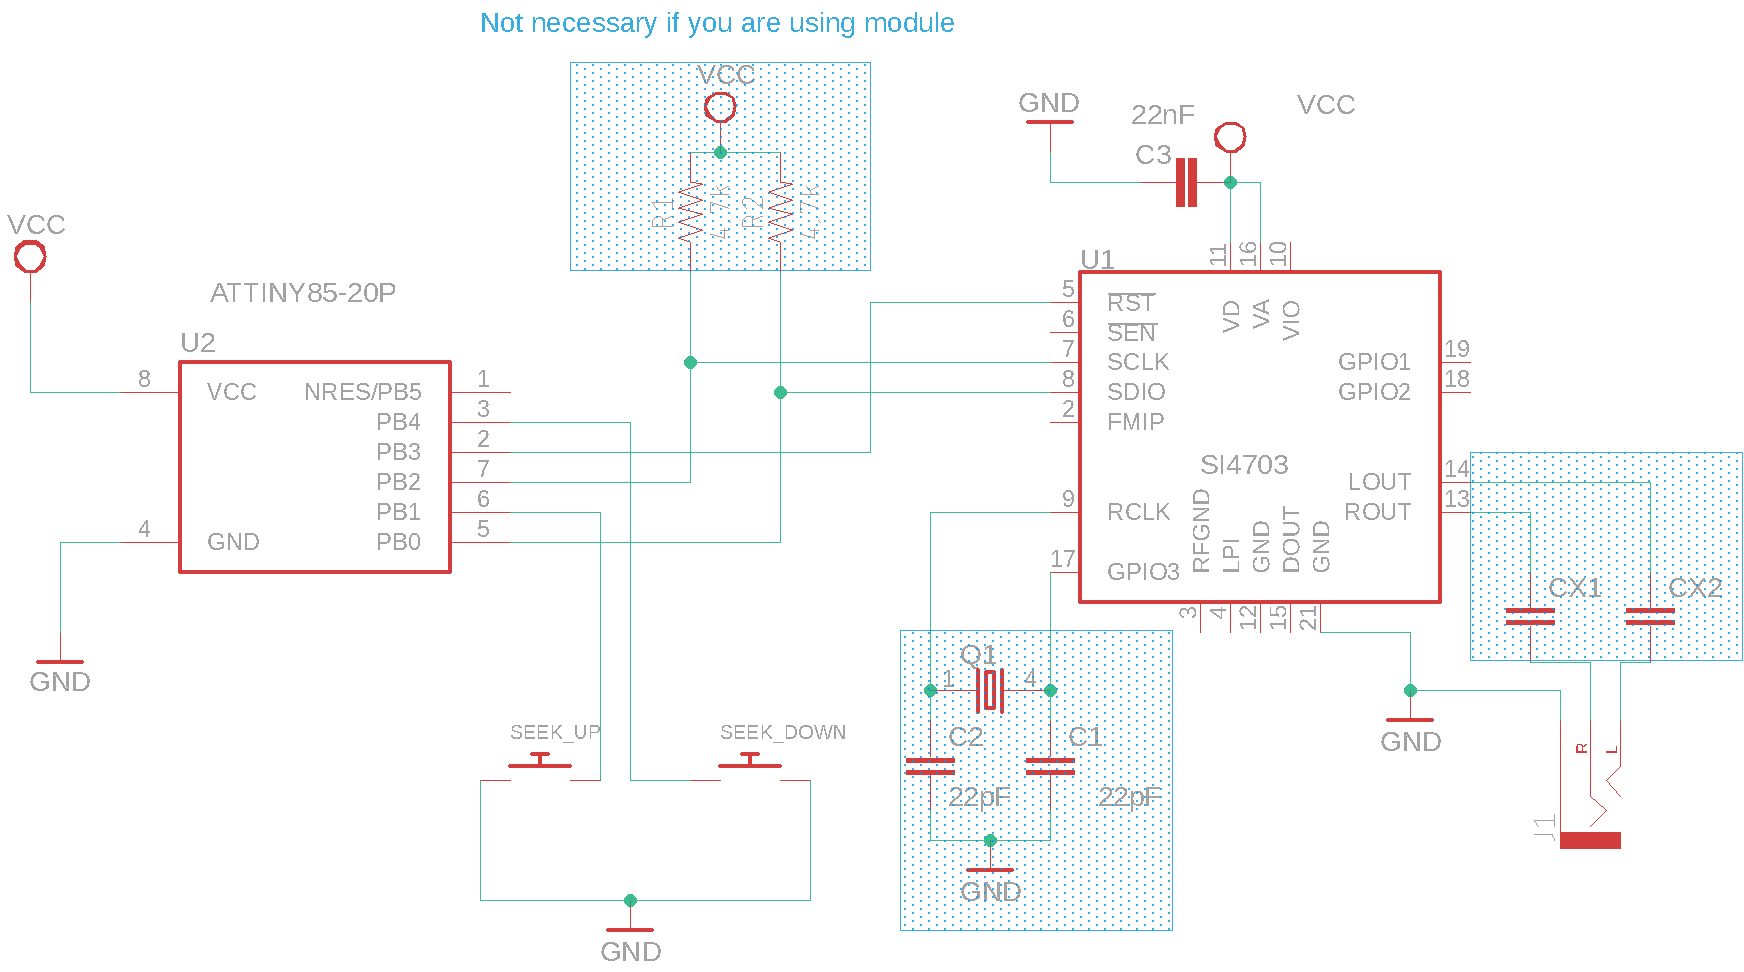 Not necessary if you are using module
VCC
R1
4.7K
R2
4.7K
GND
22nF
C3
VCC
VCC
ATTINY85-20P
U2
8
VCC
4
GND
NRES/PB5
1
PB4
3
PB3
2
PB2
7
PB1
6
PB0
5
GND
SEEK_UP
SEEK_DOWN
GND
U1
11
16
10
VD
VA
VIO
5
RST
6
SEN
7
SCLK
8
SDIO
2
FMIP
9
RCLK
17
GPIO3
SI4703
GPIO1
19
GPIO2
18
LOUT
14
ROUT
13
RFGND
LPI
GND
DOUT
GND
3
4
12
15
21
Q1
1
4
C2
22pF
C1
22pF
GND
CX1
CX2
GND
R
L
J1